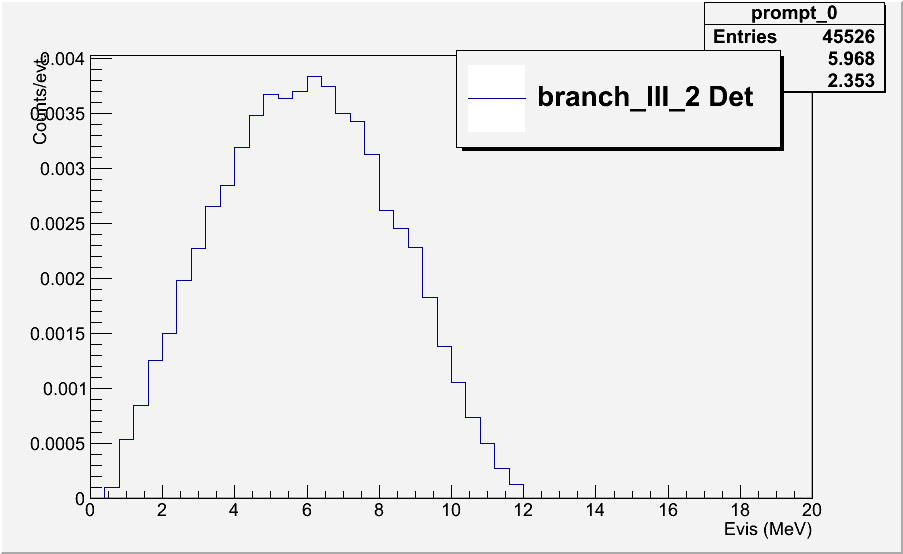 prompt_0
Entries 45526
5.968
2.353
branch_III_2 Det
Counts/evt
0.004
0.0035
0.003
0.0025
0.002
0.0015
0.001
0.0005
0
0 2 4 6 8 10 12 14 16 18 20
Evis (MeV)